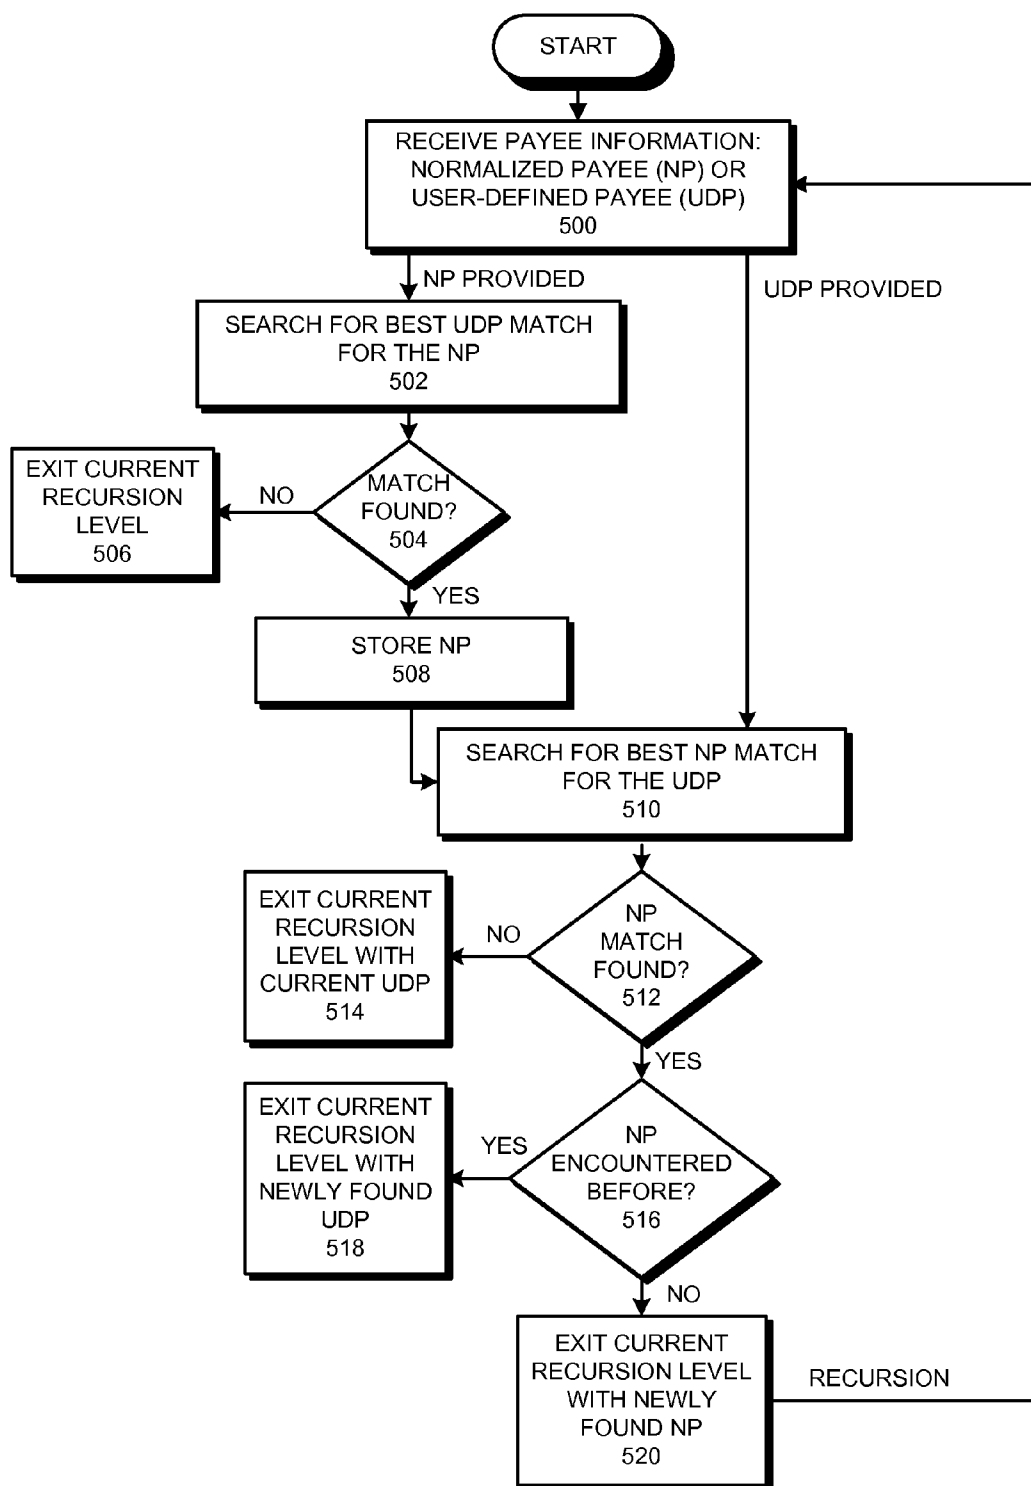 START
RECEIVE PAYEE INFORMATION:
NORMALIZED PAYEE (NP) OR
USER-DEFINED PAYEE (UDP)
500
NP PROVIDED
UDP PROVIDED
SEARCH FOR BEST UDP MATCH
FOR THE NP
502
MATCH
FOUND?
504
NO
EXIT CURRENT
RECURSION
LEVEL
506
YES
STORE NP
508
SEARCH FOR BEST NP MATCH
FOR THE UDP
510
NP
MATCH
FOUND?
512
NO
EXIT CURRENT
RECURSION
LEVEL WITH
CURRENT UDP
514
YES
NP
ENCOUNTERED
BEFORE?
516
YES
EXIT CURRENT
RECURSION
LEVEL WITH
NEWLY FOUND
UDP
518
NO
EXIT CURRENT
RECURSION LEVEL
WITH NEWLY
FOUND NP
520
RECURSION